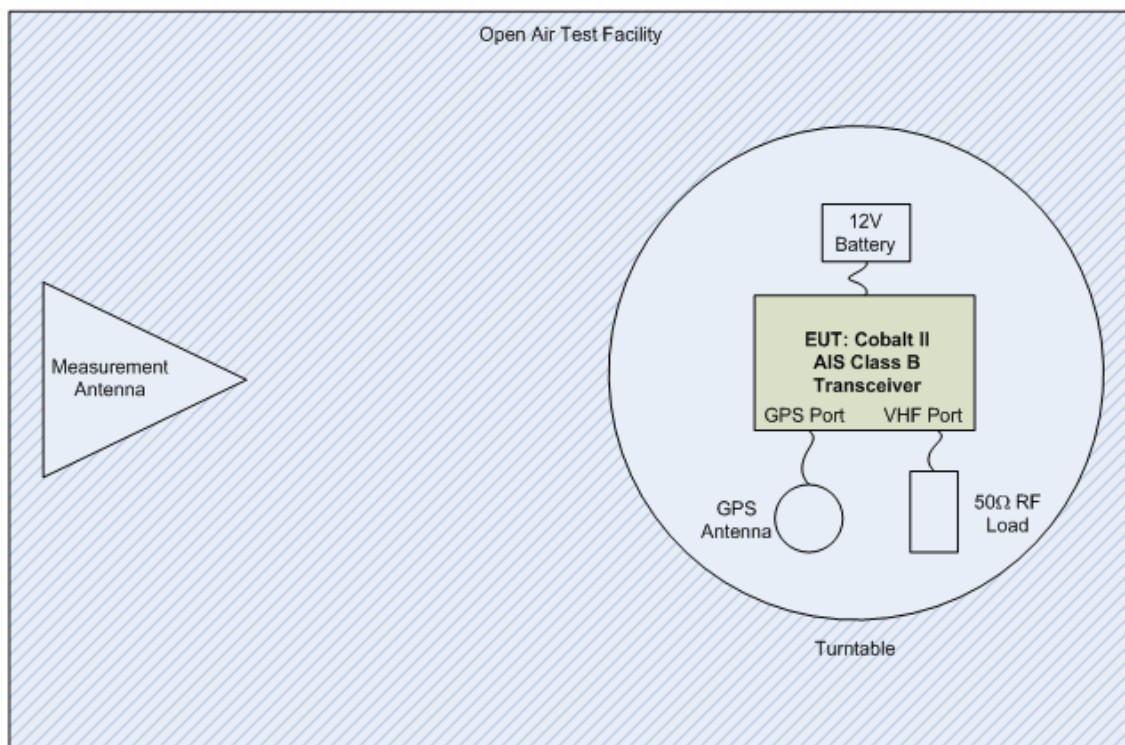 Open Air Test Facility
12V
Battery
Measurement
Antenna
EUT: Cobalt II
AIS Class B
Transceiver
GPS Port
VHF Port
GPS
Antenna
50Ω RF
Load
Turntable